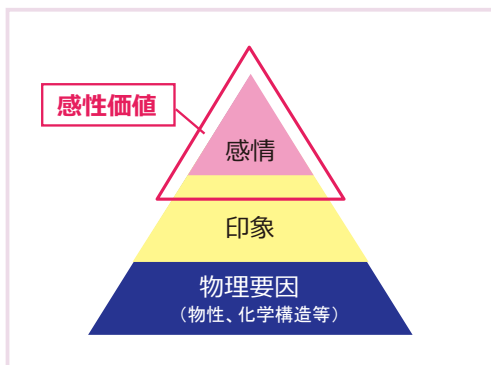 感性価値
感情
印象
物理要因
（物性、化学構造等）